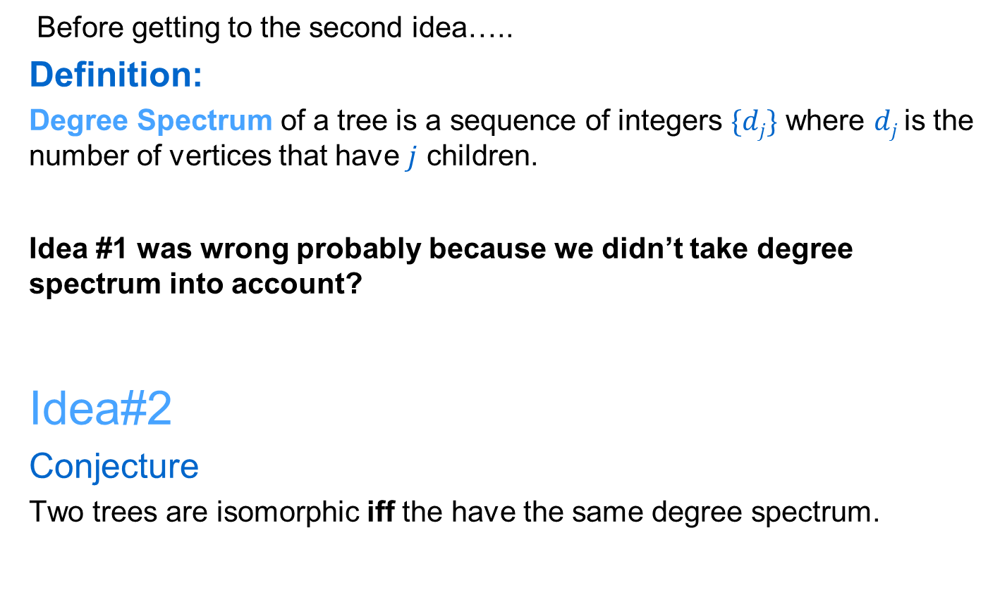 Before getting to the second idea…..
Definition:
Degree Spectrum of a tree is a sequence of integers {d_j} where d_j is the
number of vertices that have j children.
Idea #1 was wrong probably because we didn’t take degree
spectrum into account?
Idea#2
Conjecture
Two trees are isomorphic iff the have the same degree spectrum.